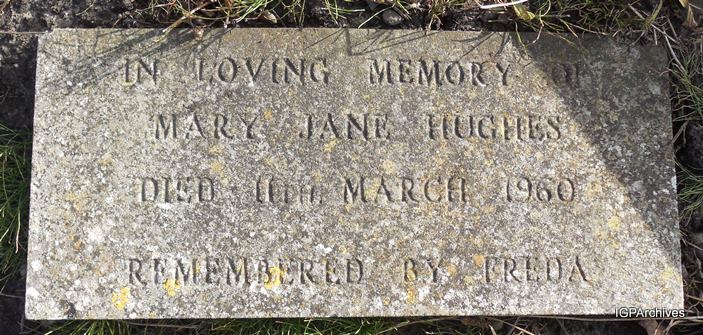 IN LOVING MEMORY OF
MARY JANE HUGHES
DIED 11TH. MARCH 1960
REMEMBERED BY FREDA
IGPArchives